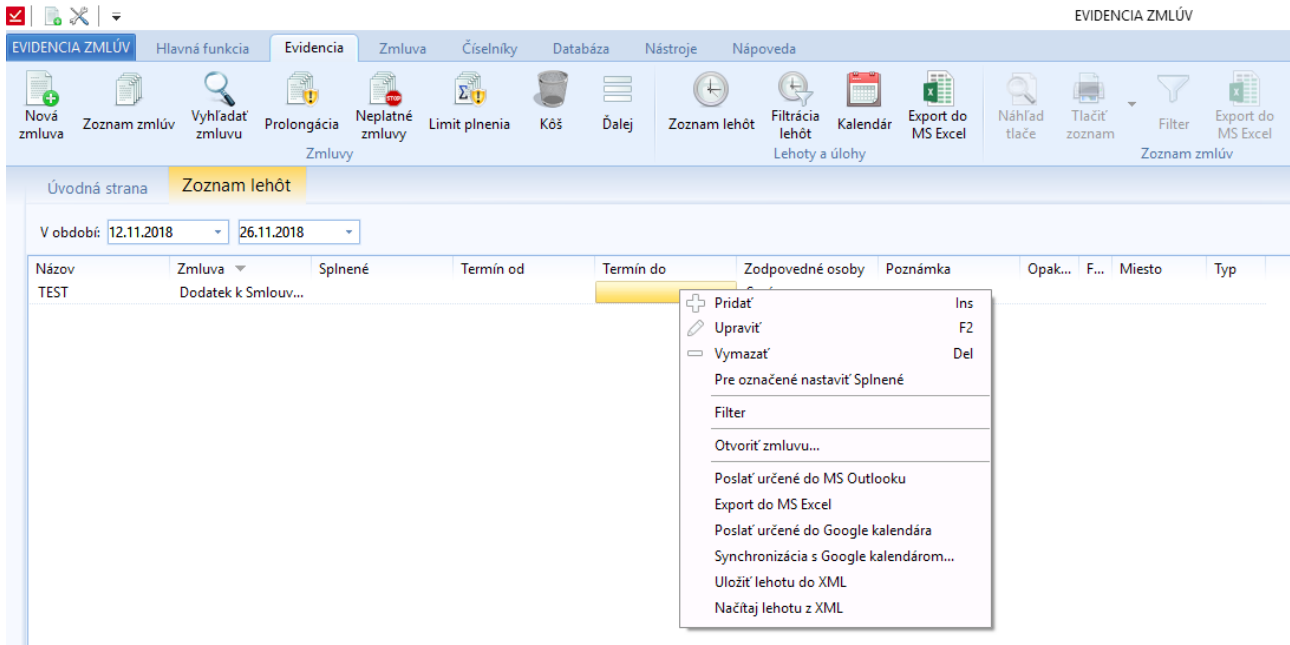 EVIDENCIA ZMLÚV
EVIDENCIA ZMLÚV Hlavná funkcia Evidencia Zmluva Číselníky Databáza Nástroje Nápoveda
Nová zmluva
Zoznam zmlúv
Vyhľadať zmluvu
Prolongácia
Neplatné zmluvy
Limit plnenia
Kôš
Ďalej
Zmluvy
Zoznam lehôt
Filtrácia lehôt
Kalendár
Export do MS Excel
Lehoty a úlohy
Náhľad tlače
Tlačiť zoznam
Filter
Export do MS Excel
Zoznam zmlúv
Úvodná strana Zoznam lehôt
V období: 12.11.2018 26.11.2018
Názov Zmluva Splnené Termín od Termín do Zodpovedné osoby Poznámka Opak... F... Miesto Typ
TEST Dodatek k Smlouv...
Pridať Ins
Upraviť F2
Vymazať Del
Pre označené nastaviť Splnené
Filter
Otvoriť zmluvu...
Poslať určené do MS Outlooku
Export do MS Excel
Poslať určené do Google kalendára
Synchronizácia s Google kalendárom...
Uložiť lehotu do XML
Načítaj lehotu z XML